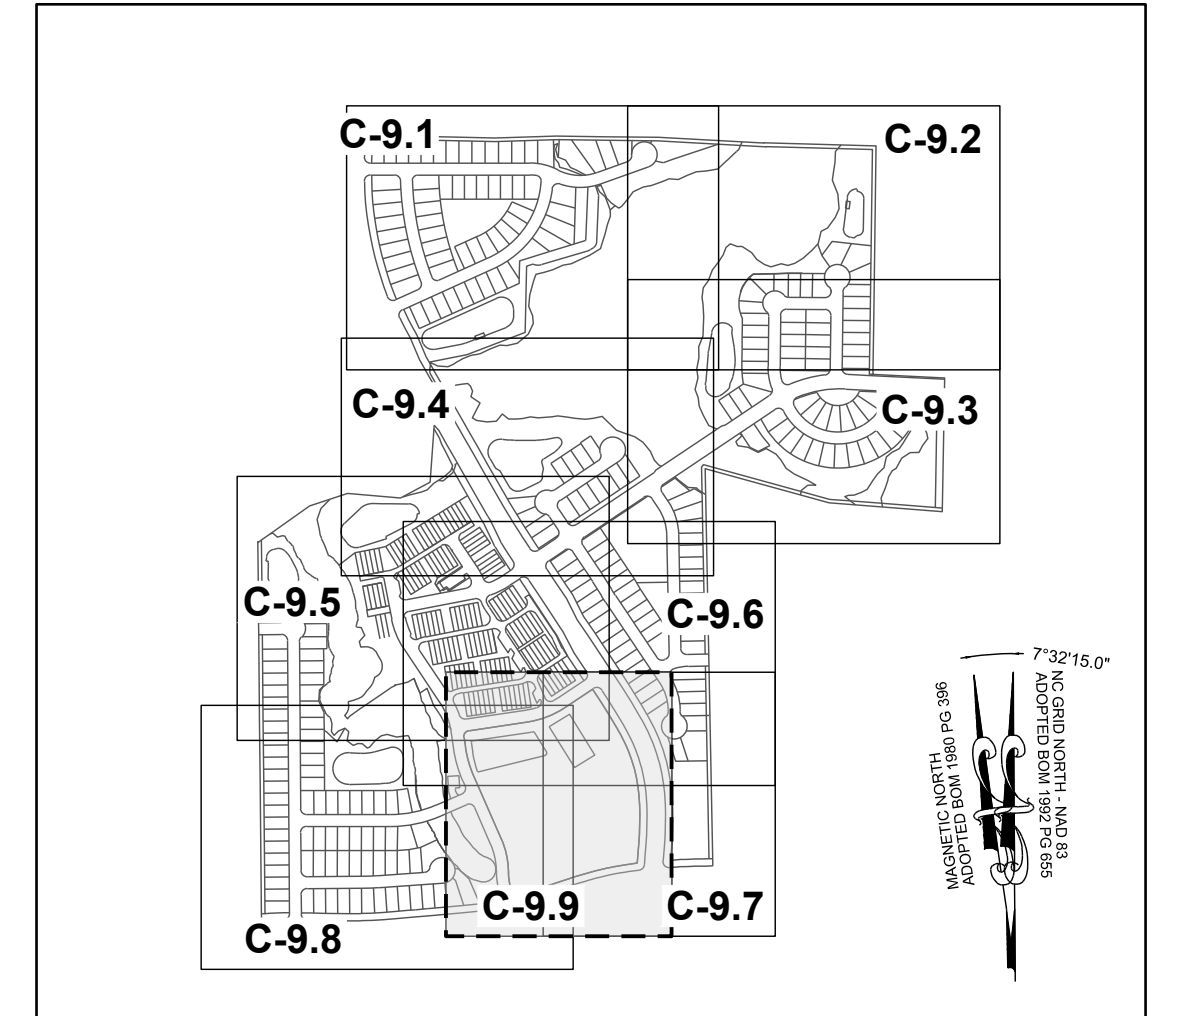 C-9.1
C-9.2
C-9.4
C-9.3
C-9.5
C-9.6
C-9.9
C-9.7
C-9.8
7°32'15.0"
MAGNETIC NORTH
ADOPTED BOM 1980 PG 396
NC GRID NORTH - NAD 83
ADOPTED BOM 1992 PG 655